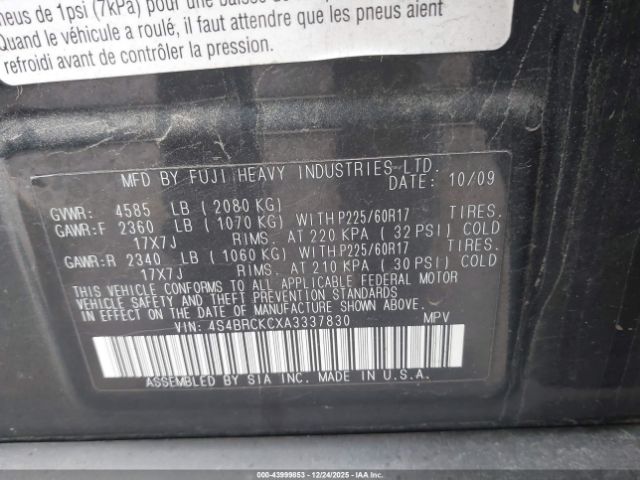 neus de 1psi (7kPa) pour une
Quand le véhicule a roulé, il faut attendre que les pneus aient
refroidi avant de contrôler la pression.
MFD BY FUJI HEAVY INDUSTRIES LTD.
DATE: 10/09
GVWR: 4585 LB ( 2080 KG)
GAWR:F 2360 LB ( 1070 KG) WITH P225/60R17 TIRES,
17X7J RIMS, AT 220 KPA ( 32 PSI) COLD
GAWR:R 2340 LB ( 1060 KG) WITH P225/60R17 TIRES,
17X7J RIMS, AT 210 KPA ( 30 PSI) COLD
THIS VEHICLE CONFORMS TO ALL APPLICABLE FEDERAL MOTOR
VEHICLE SAFETY AND THEFT PREVENTION STANDARDS
IN EFFECT ON THE DATE OF MANUFACTURE SHOWN ABOVE.
VIN: 4S4BRCKCXA3337830 MPV
ASSEMBLED BY SIA INC. MADE IN U.S.A.
000-43999653 | 12/24/2025 - IAAI.com